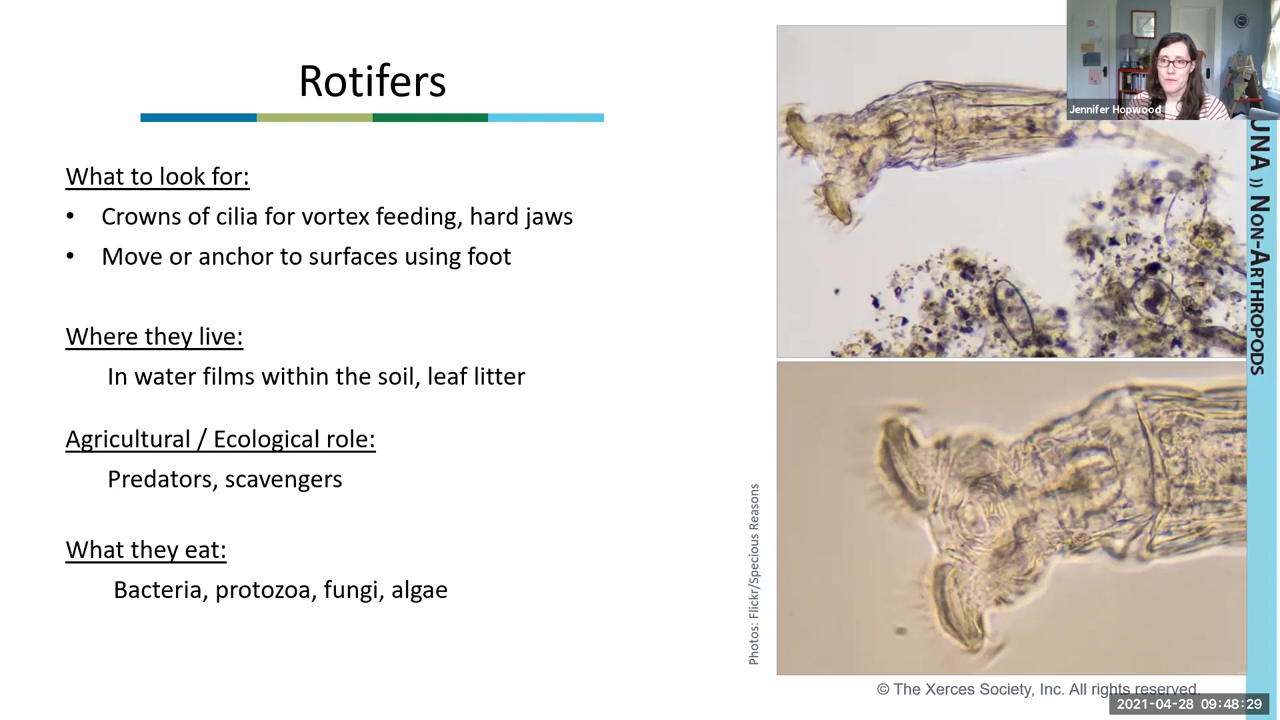 Rotifers
What to look for:
• Crowns of cilia for vortex feeding, hard jaws
• Move or anchor to surfaces using foot
Where they live:
In water films within the soil, leaf litter
Agricultural / Ecological role:
Predators, scavengers
What they eat:
Bacteria, protozoa, fungi, algae
Photos: Flickr/Specious Reasons
Jennifer Hopwood
» Non-Arthropods
© The Xerces Society, Inc. All rights reserved.
2021-04-28 09:48:29